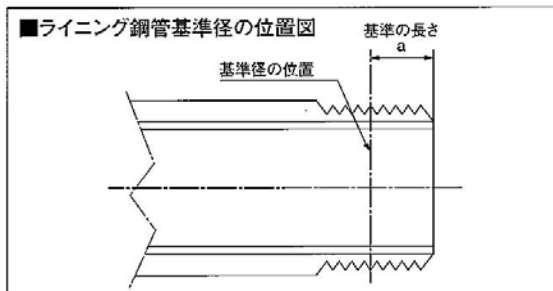 ■ライニング鋼管基準径の位置図
基準の長さ
a
基準径の位置